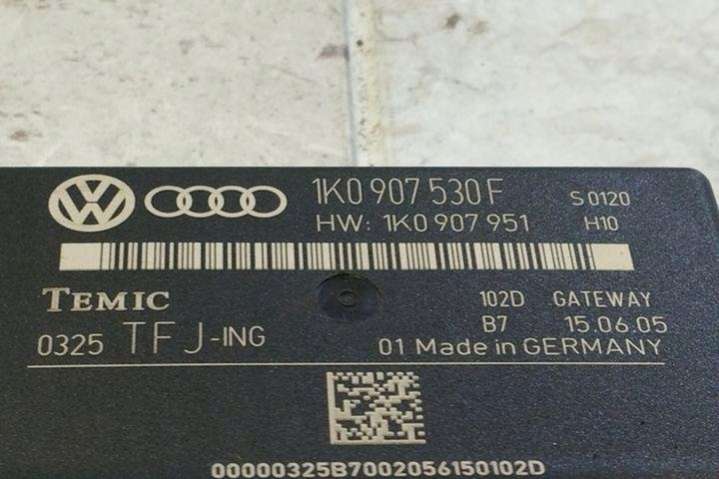 VW 1K0 907 530 F S 0120
HW: 1K0 907 951 H10
TEMIC 102D GATEWAY
0325 TFJ-ING B7 15.06.05
01 Made in GERMANY
00000325B7002056150102D